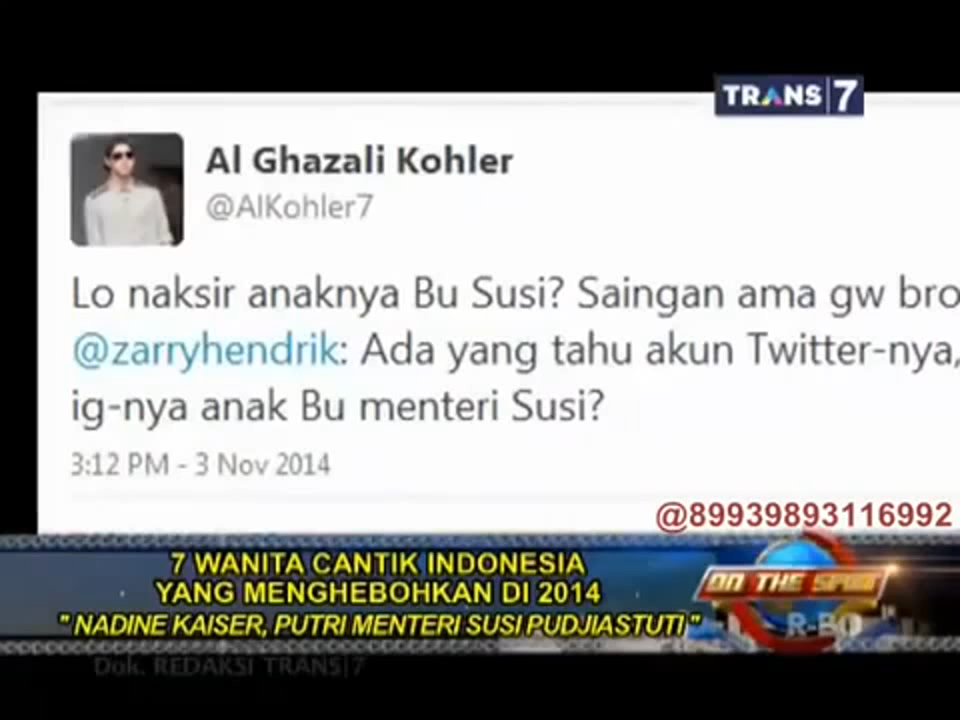 TRANS|7
Al Ghazali Kohler
@AlKohler7
Lo naksir anaknya Bu Susi? Saingan ama gw bro
@zarryhendrik: Ada yang tahu akun Twitter-nya,
ig-nya anak Bu menteri Susi?
3:12 PM - 3 Nov 2014
@89939893116992
7 WANITA CANTIK INDONESIA
YANG MENGHEBOHKAN DI 2014
" NADINE KAISER, PUTRI MENTERI SUSI PUDJIASTUTI "
ON THE SPOT
R-BO
Dok. REDAKSI TRANS|7